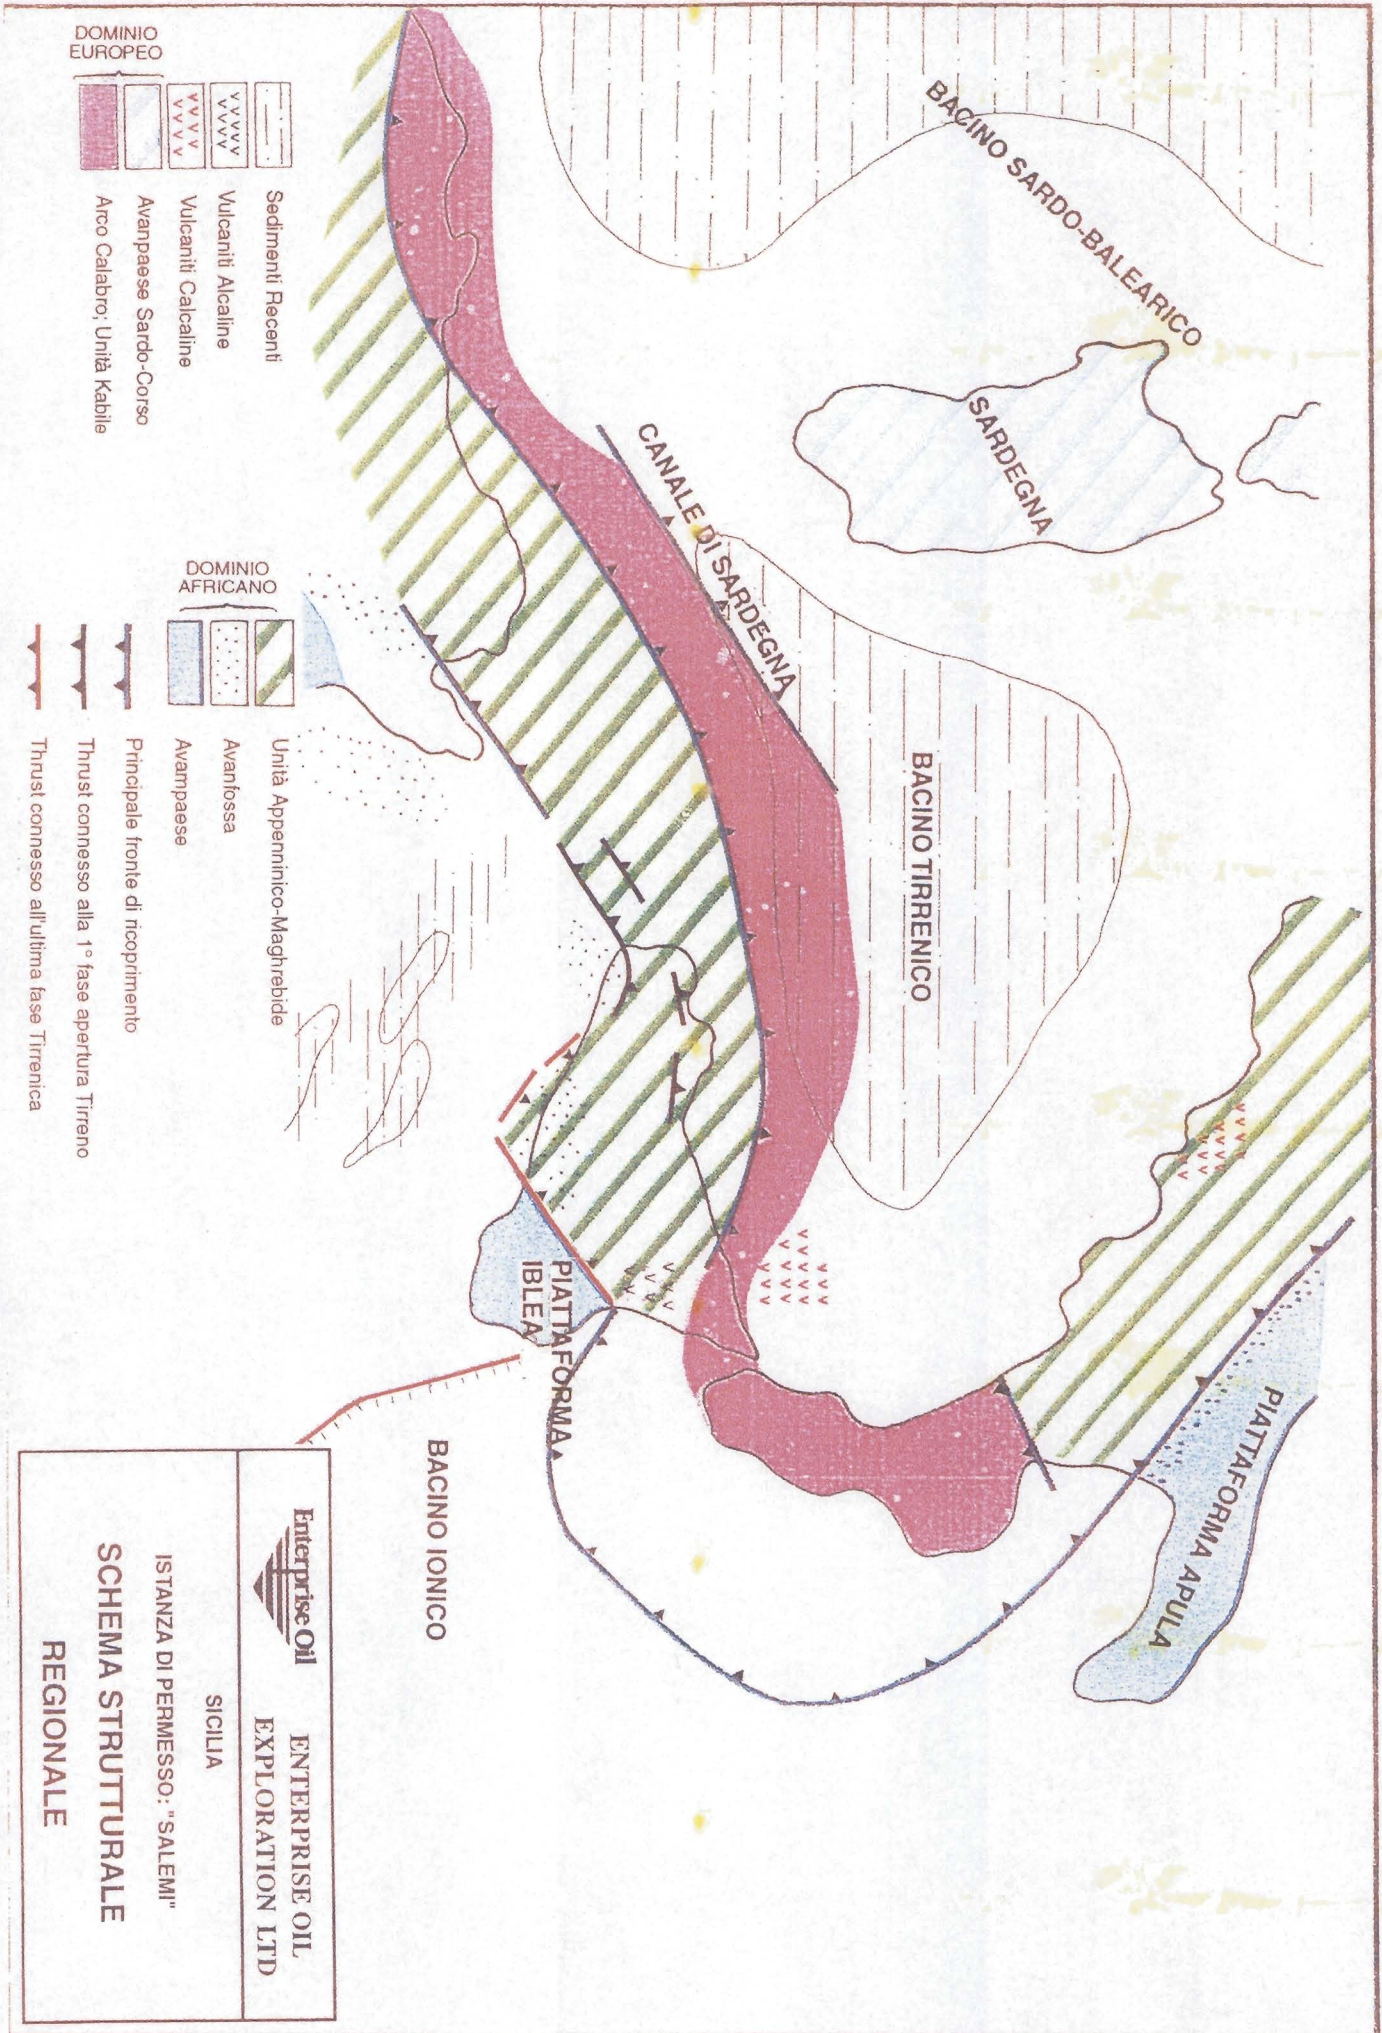 BACINO SARDO-BALEARICO
SARDEGNA
CANALE DI SARDEGNA
BACINO TIRRENICO
PIATTAFORMA APULA
PIATTAFORMA
IBLEA
BACINO IONICO
DOMINIO
EUROPEO
Sedimenti Recenti
Vulcaniti Alcaline
Vulcaniti Calcaline
Avanpaese Sardo-Corso
Arco Calabro; Unità Kabile
DOMINIO
AFRICANO
Unità Appenninico-Maghrebide
Avanfossa
Avampaese
Principale fronte di ricoprimento
Thrust connesso alla 1° fase apertura Tirreno
Thrust connesso all'ultima fase Tirrenica
Enterprise Oil
ENTERPRISE OIL
EXPLORATION LTD
SICILIA
ISTANZA DI PERMESSO: "SALEMI"
SCHEMA STRUTTURALE
REGIONALE